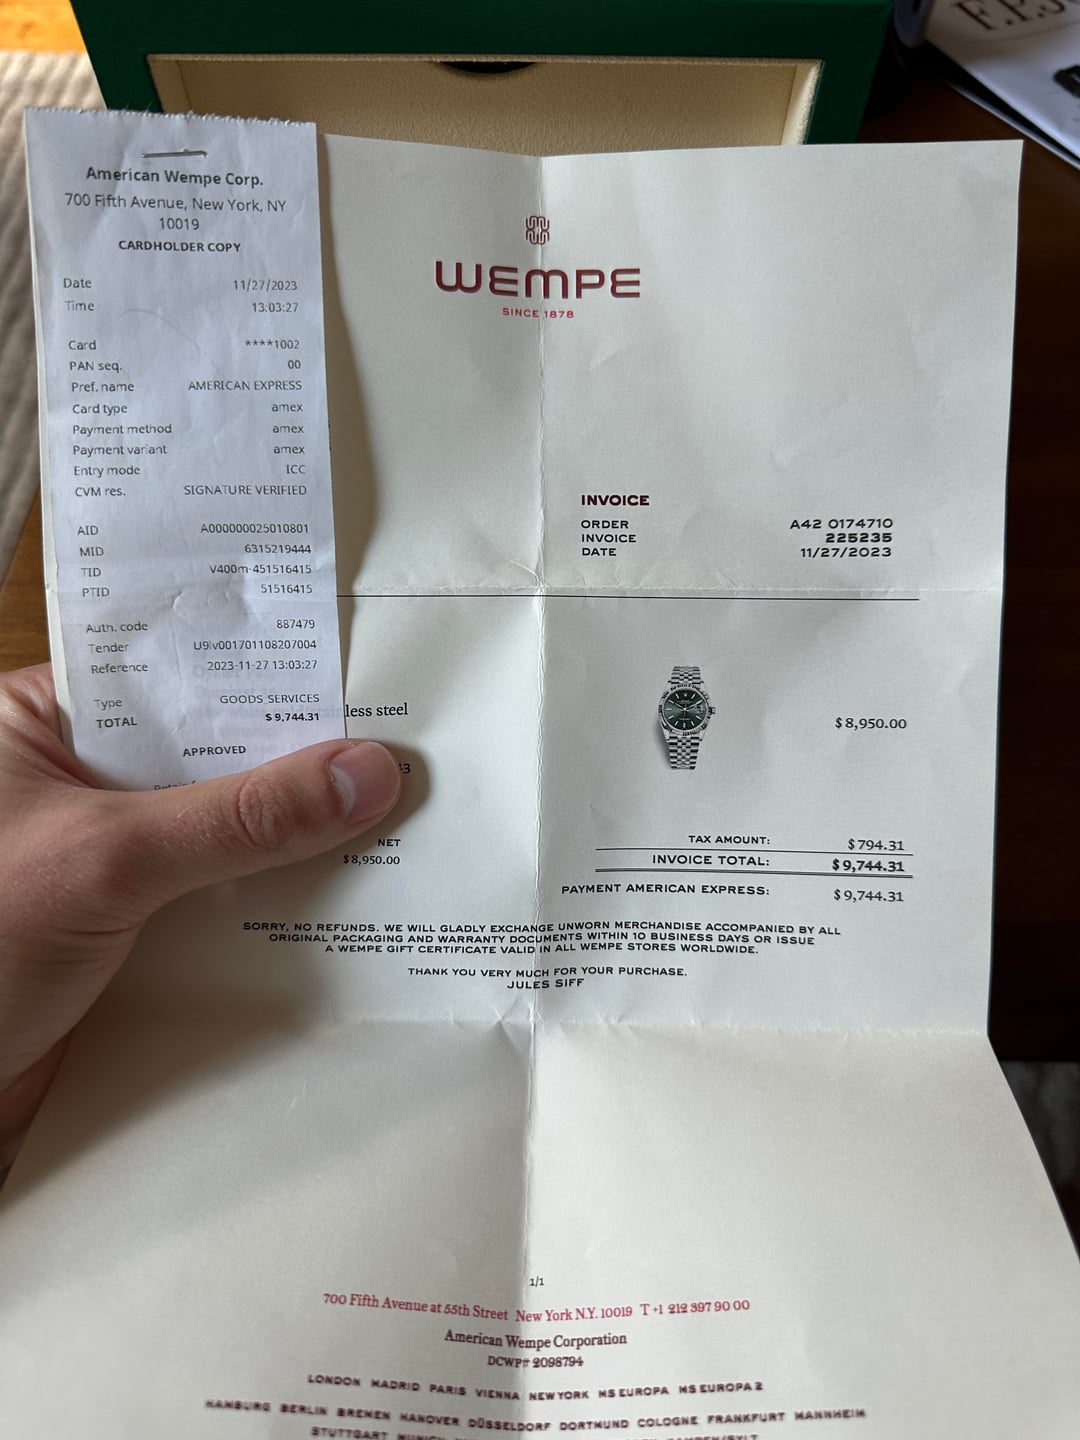 American Wempe Corp.
700 Fifth Avenue, New York, NY
10019
CARDHOLDER COPY
Date 11/27/2023
Time 13:03:27
Card ****1002
PAN seq. 00
Pref. name AMERICAN EXPRESS
Card type amex
Payment method amex
Payment variant amex
Entry mode ICC
CVM res. SIGNATURE VERIFIED
AID A000000025010801
MID 6315219444
TID V400m-451516415
PTID 51516415
Auth. code 887479
Tender U9lv001701108207004
Reference 2023-11-27 13:03:27
Type GOODS_SERVICES
TOTAL $ 9,744.31
APPROVED
WEMPE
SINCE 1878
INVOICE
ORDER A42 0174710
INVOICE 225235
DATE 11/27/2023
less steel
$ 8,950.00
13
NET
$ 8,950.00
TAX AMOUNT: $ 794.31
INVOICE TOTAL: $ 9,744.31
PAYMENT AMERICAN EXPRESS: $ 9,744.31
SORRY, NO REFUNDS. WE WILL GLADLY EXCHANGE UNWORN MERCHANDISE ACCOMPANIED BY ALL
ORIGINAL PACKAGING AND WARRANTY DOCUMENTS WITHIN 10 BUSINESS DAYS OR ISSUE
A WEMPE GIFT CERTIFICATE VALID IN ALL WEMPE STORES WORLDWIDE.
THANK YOU VERY MUCH FOR YOUR PURCHASE.
JULES SIFF
1/1
700 Fifth Avenue at 55th Street New York N.Y. 10019 T +1 212 397 90 00
American Wempe Corporation
DCWP# 2098794
LONDON MADRID PARIS VIENNA NEW YORK MS EUROPA MS EUROPA 2
HAMBURG BERLIN BREMEN HANOVER DÜSSELDORF DORTMUND COLOGNE FRANKFURT MANNHEIM
STUTTGART MUNICH
F.P.J